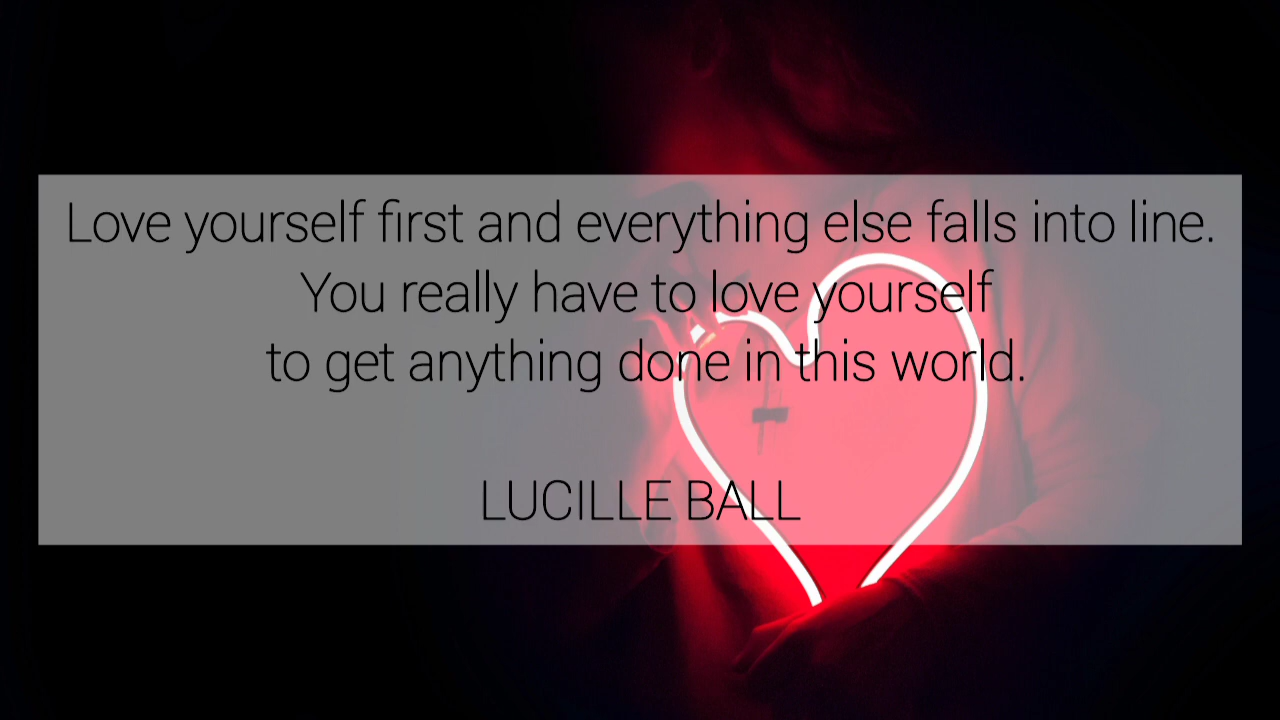 Love yourself first and everything else falls into line.
You really have to love yourself
to get anything done in this world.
LUCILLE BALL